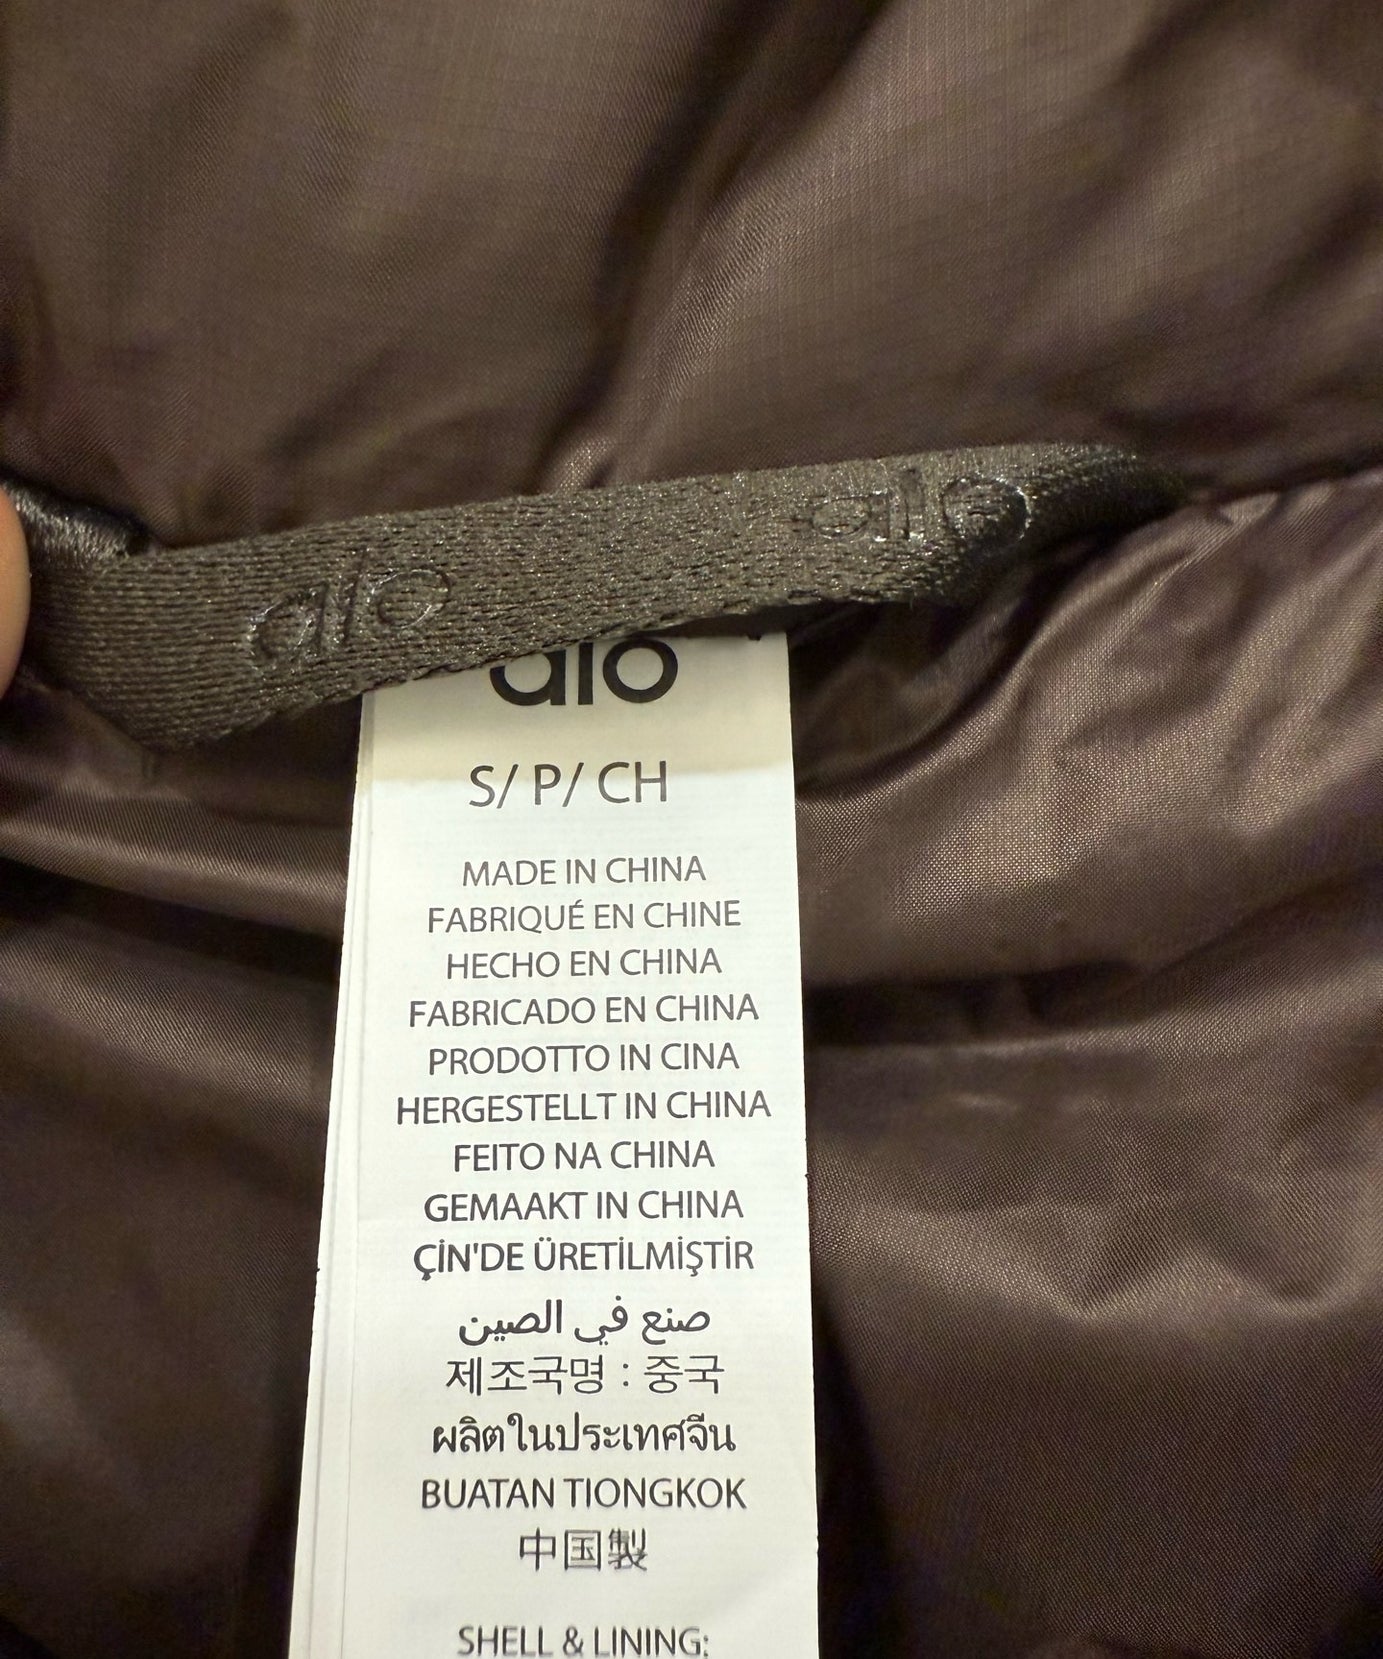 alo alo
alo
S/ P/ CH
MADE IN CHINA
FABRIQUÉ EN CHINE
HECHO EN CHINA
FABRICADO EN CHINA
PRODOTTO IN CINA
HERGESTELLT IN CHINA
FEITO NA CHINA
GEMAAKT IN CHINA
ÇİN'DE ÜRETİLMİŞTİR
صنع في الصين
제조국명 : 중국
ผลิตในประเทศจีน
BUATAN TIONGKOK
中国製
SHELL & LINING: